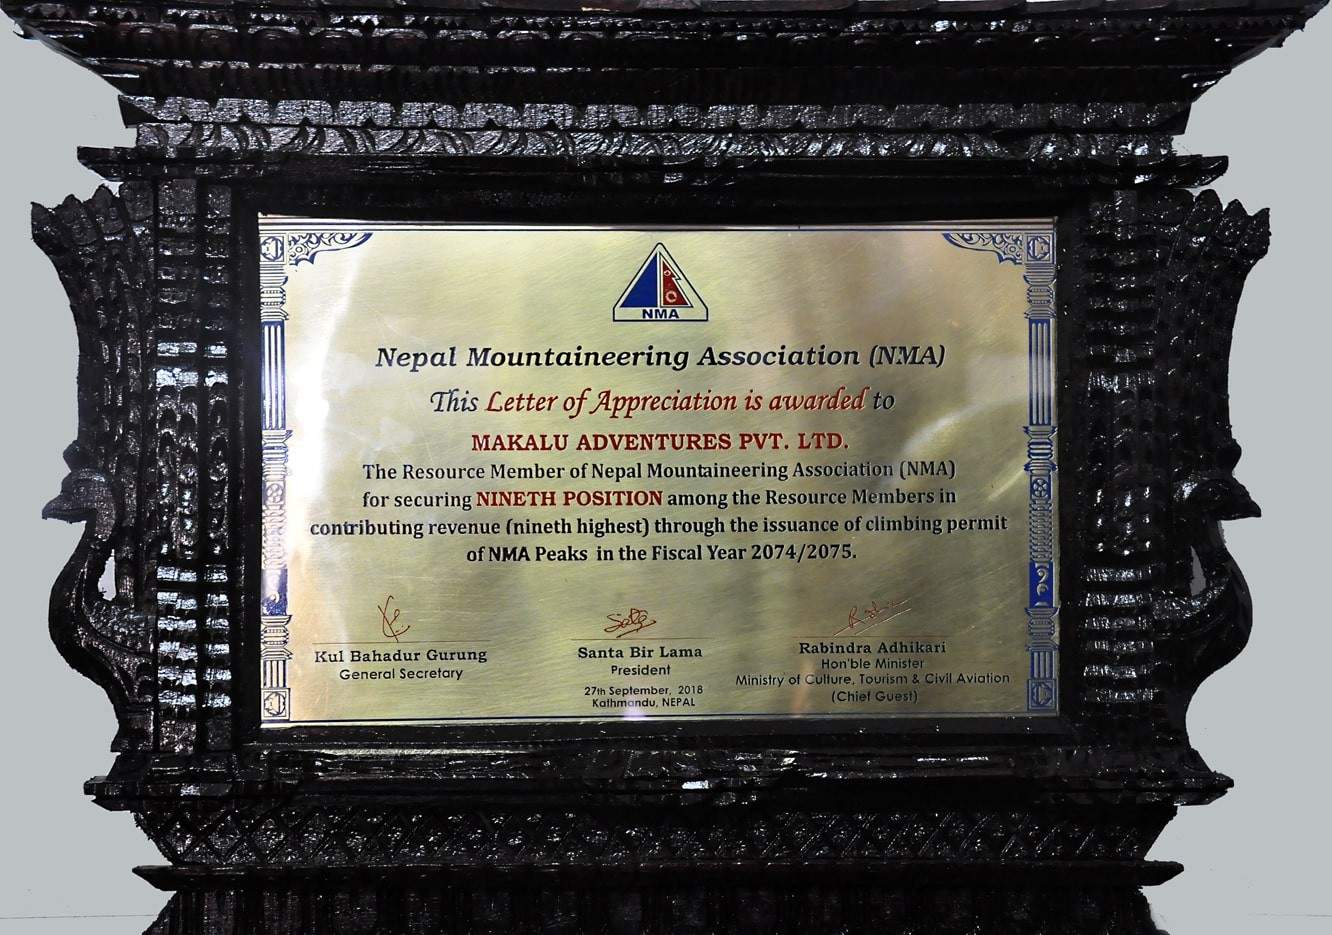 NMA
Nepal Mountaineering Association (NMA)
This Letter of Appreciation is awarded to
MAKALU ADVENTURES PVT. LTD.
The Resource Member of Nepal Mountaineering Association (NMA)
for securing NINETH POSITION among the Resource Members in
contributing revenue (nineth highest) through the issuance of climbing permit
of NMA Peaks in the Fiscal Year 2074/2075.
Kul Bahadur Gurung
General Secretary
Santa Bir Lama
President
27th September, 2018
Kathmandu, NEPAL
Rabindra Adhikari
Hon'ble Minister
Ministry of Culture, Tourism & Civil Aviation
(Chief Guest)